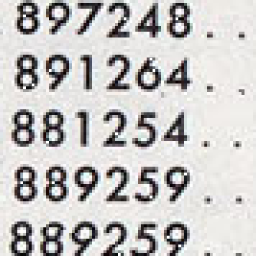 897248 . .
891264 . .
881254 . .
889259 . .
889259 . .